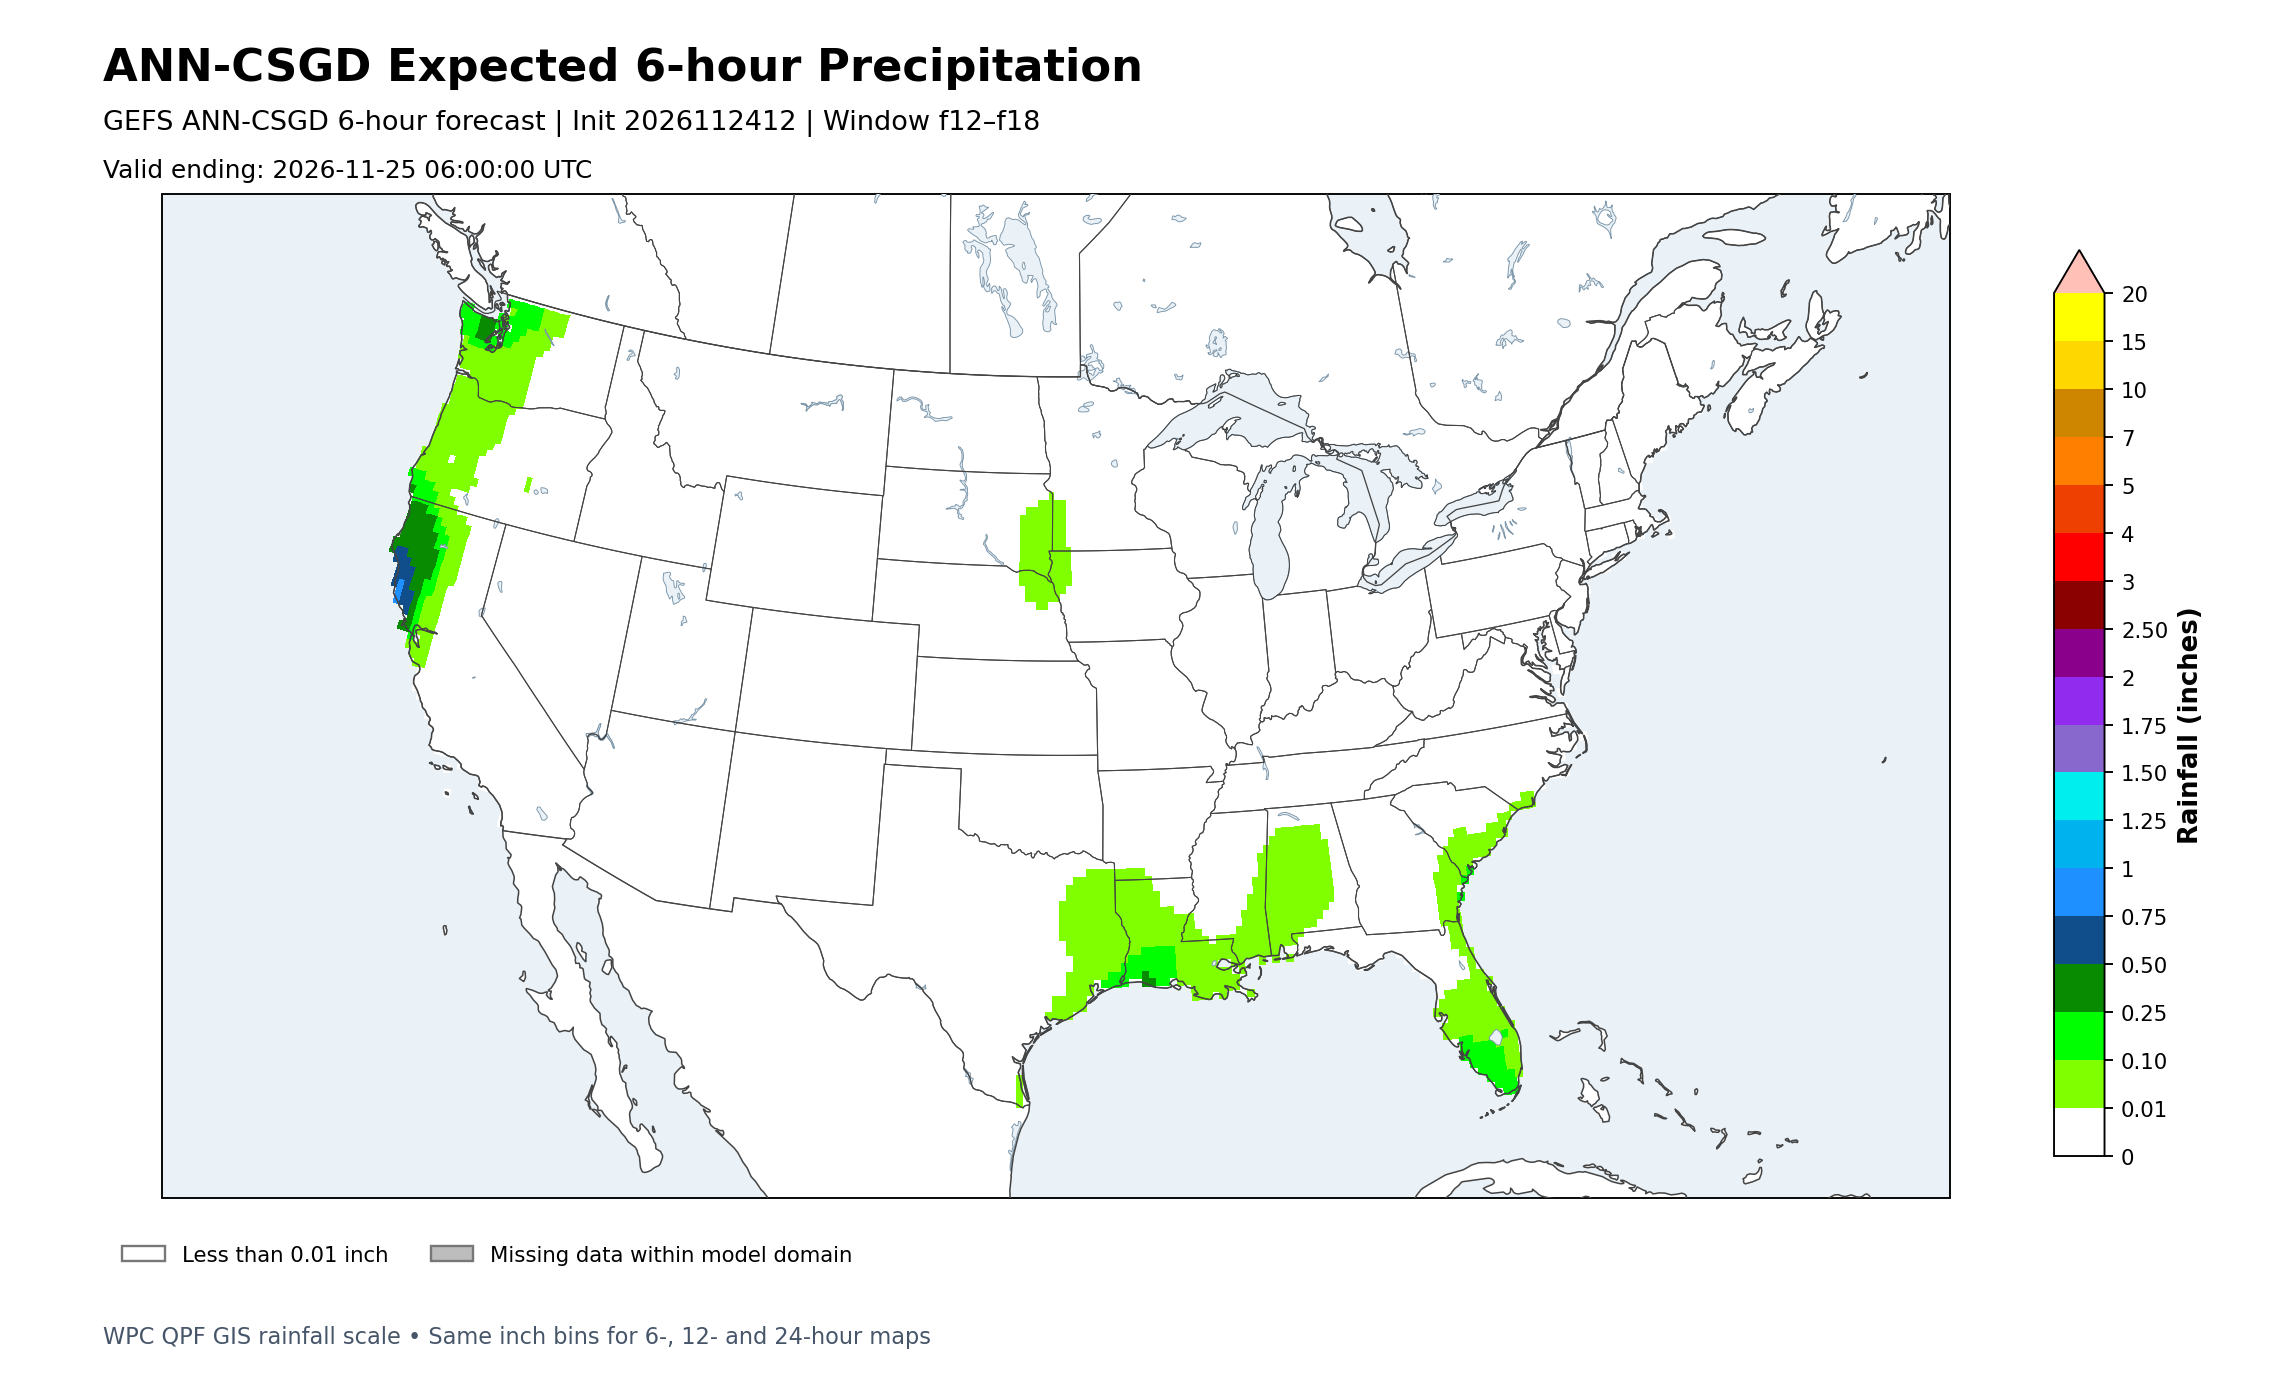 ANN-CSGD Expected 6-hour Precipitation
GEFS ANN-CSGD 6-hour forecast | Init 2026112412 | Window f12–f18
Valid ending: 2026-11-25 06:00:00 UTC
20
15
10
7
5
4
3
2.50
2
1.75
1.50
1.25
1
0.75
0.50
0.25
0.10
0.01
0
Rainfall (inches)
Less than 0.01 inch
Missing data within model domain
WPC QPF GIS rainfall scale • Same inch bins for 6-, 12- and 24-hour maps